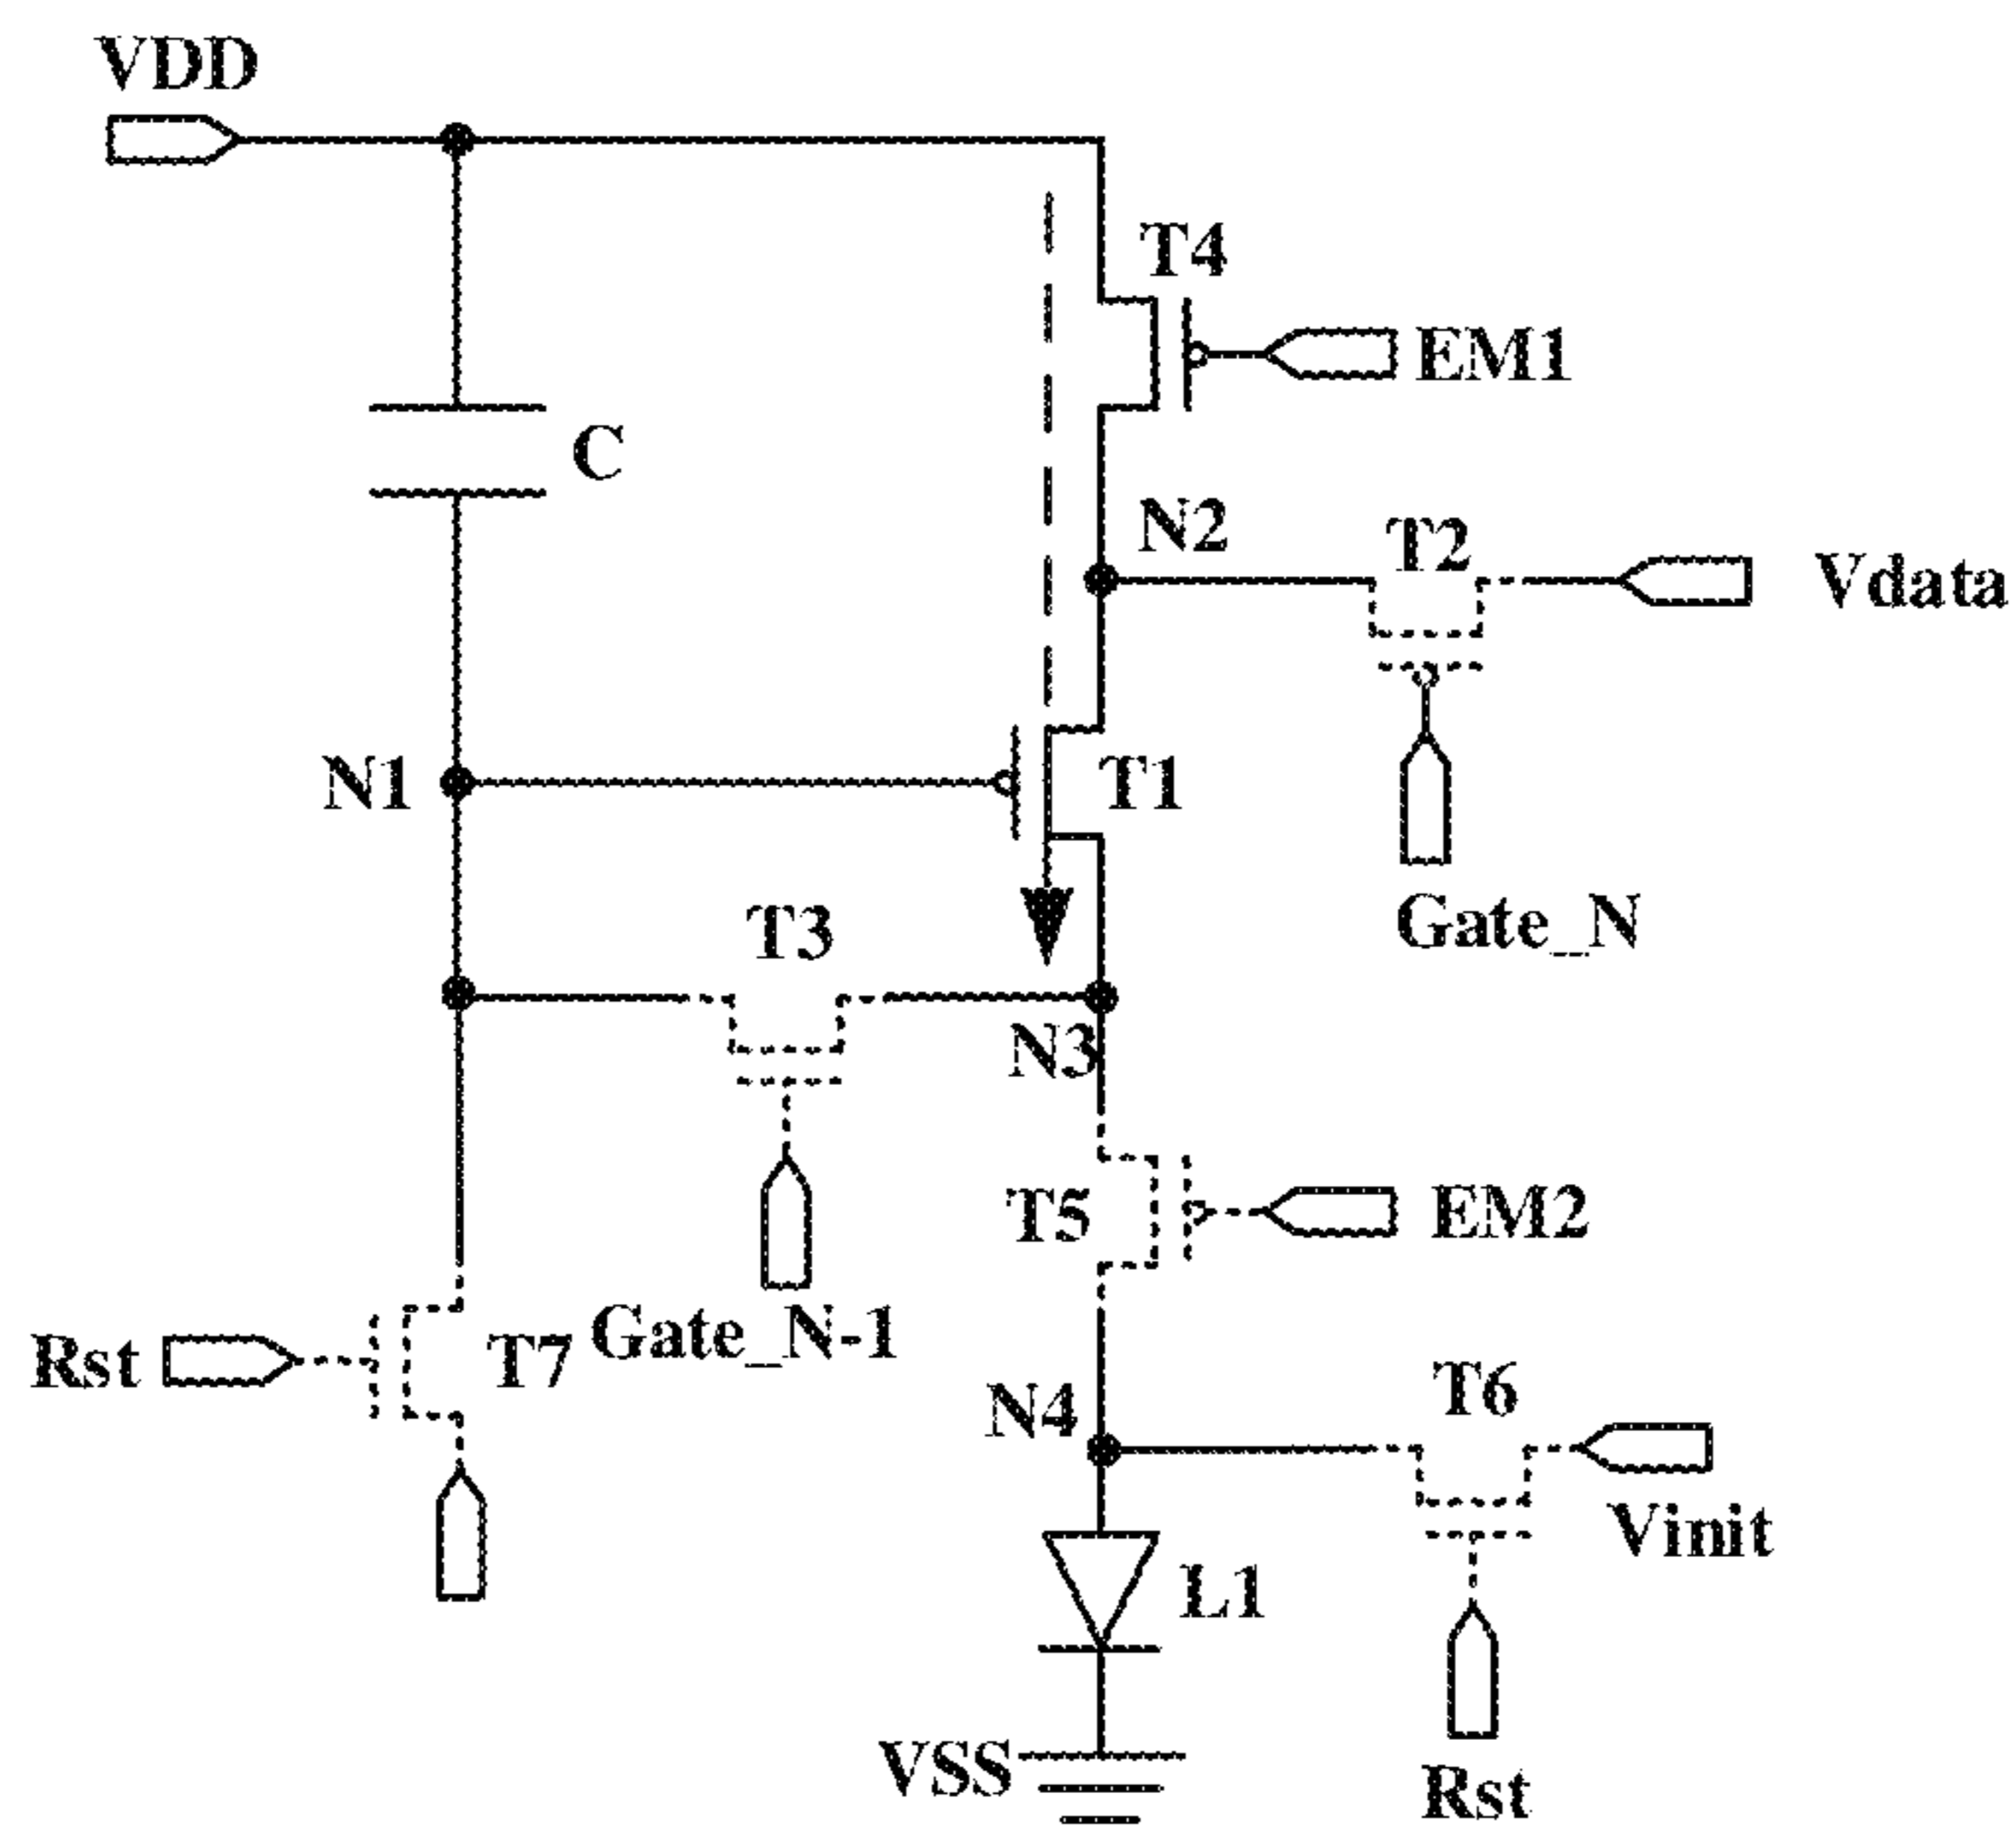 VDD
T4
EM1
C
N2
T2
Vdata
N1
T1
Gate_N
T3
N3
T5
EM2
Rst
T7
Gate_N-1
N4
T6
Vinit
L1
VSS
Rst